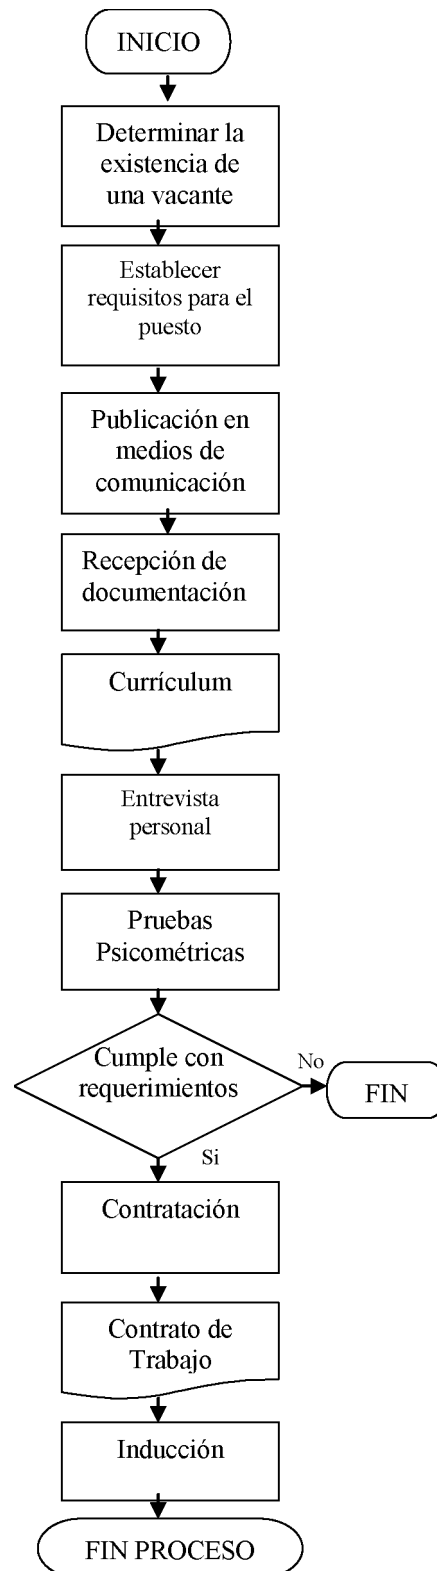 INICIO
Determinar la
existencia de
una vacante
Establecer
requisitos para el
puesto
Publicación en
medios de
comunicación
Recepción de
documentación
Currículum
Entrevista
personal
Pruebas
Psicométricas
Cumple con
requerimientos
No
FIN
Si
Contratación
Contrato de
Trabajo
Inducción
FIN PROCESO